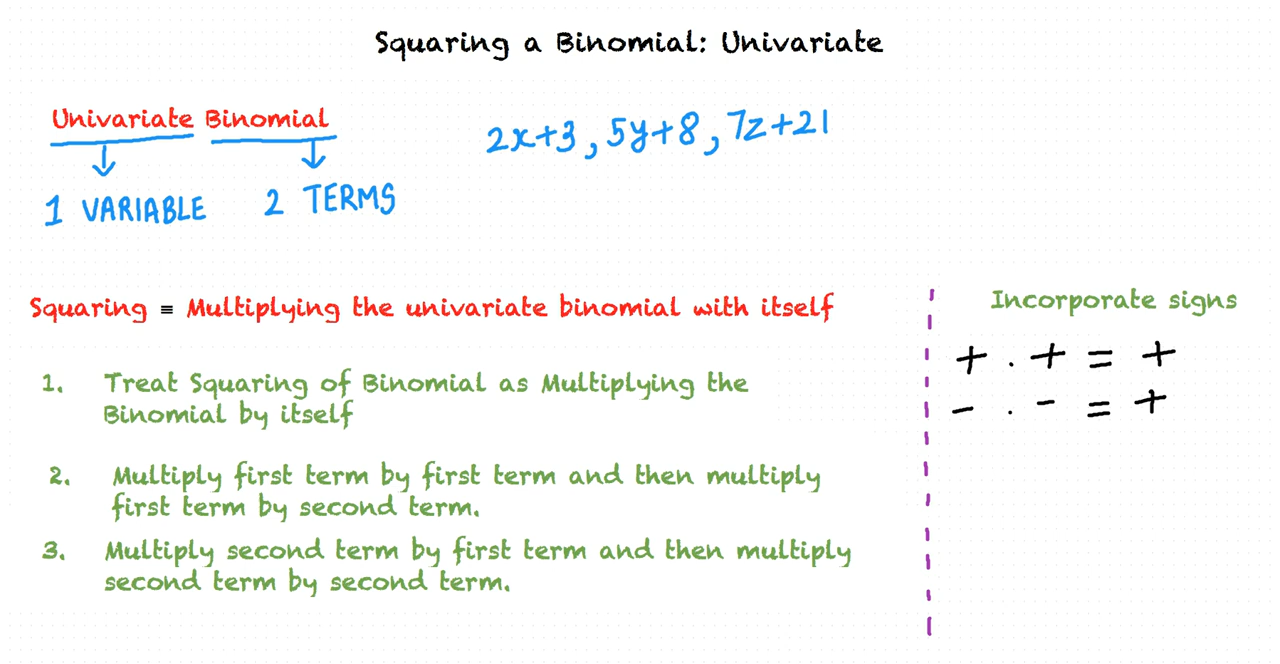 Squaring a Binomial: Univariate
Univariate Binomial
2x+3, 5y+8, 7z+21
1 VARIABLE 2 TERMS
Squaring ≡ Multiplying the univariate binomial with itself
1. Treat Squaring of Binomial as Multiplying the
Binomial by itself
2. Multiply first term by first term and then multiply
first term by second term.
3. Multiply second term by first term and then multiply
second term by second term.
Incorporate signs
+ . + = +
- . - = +